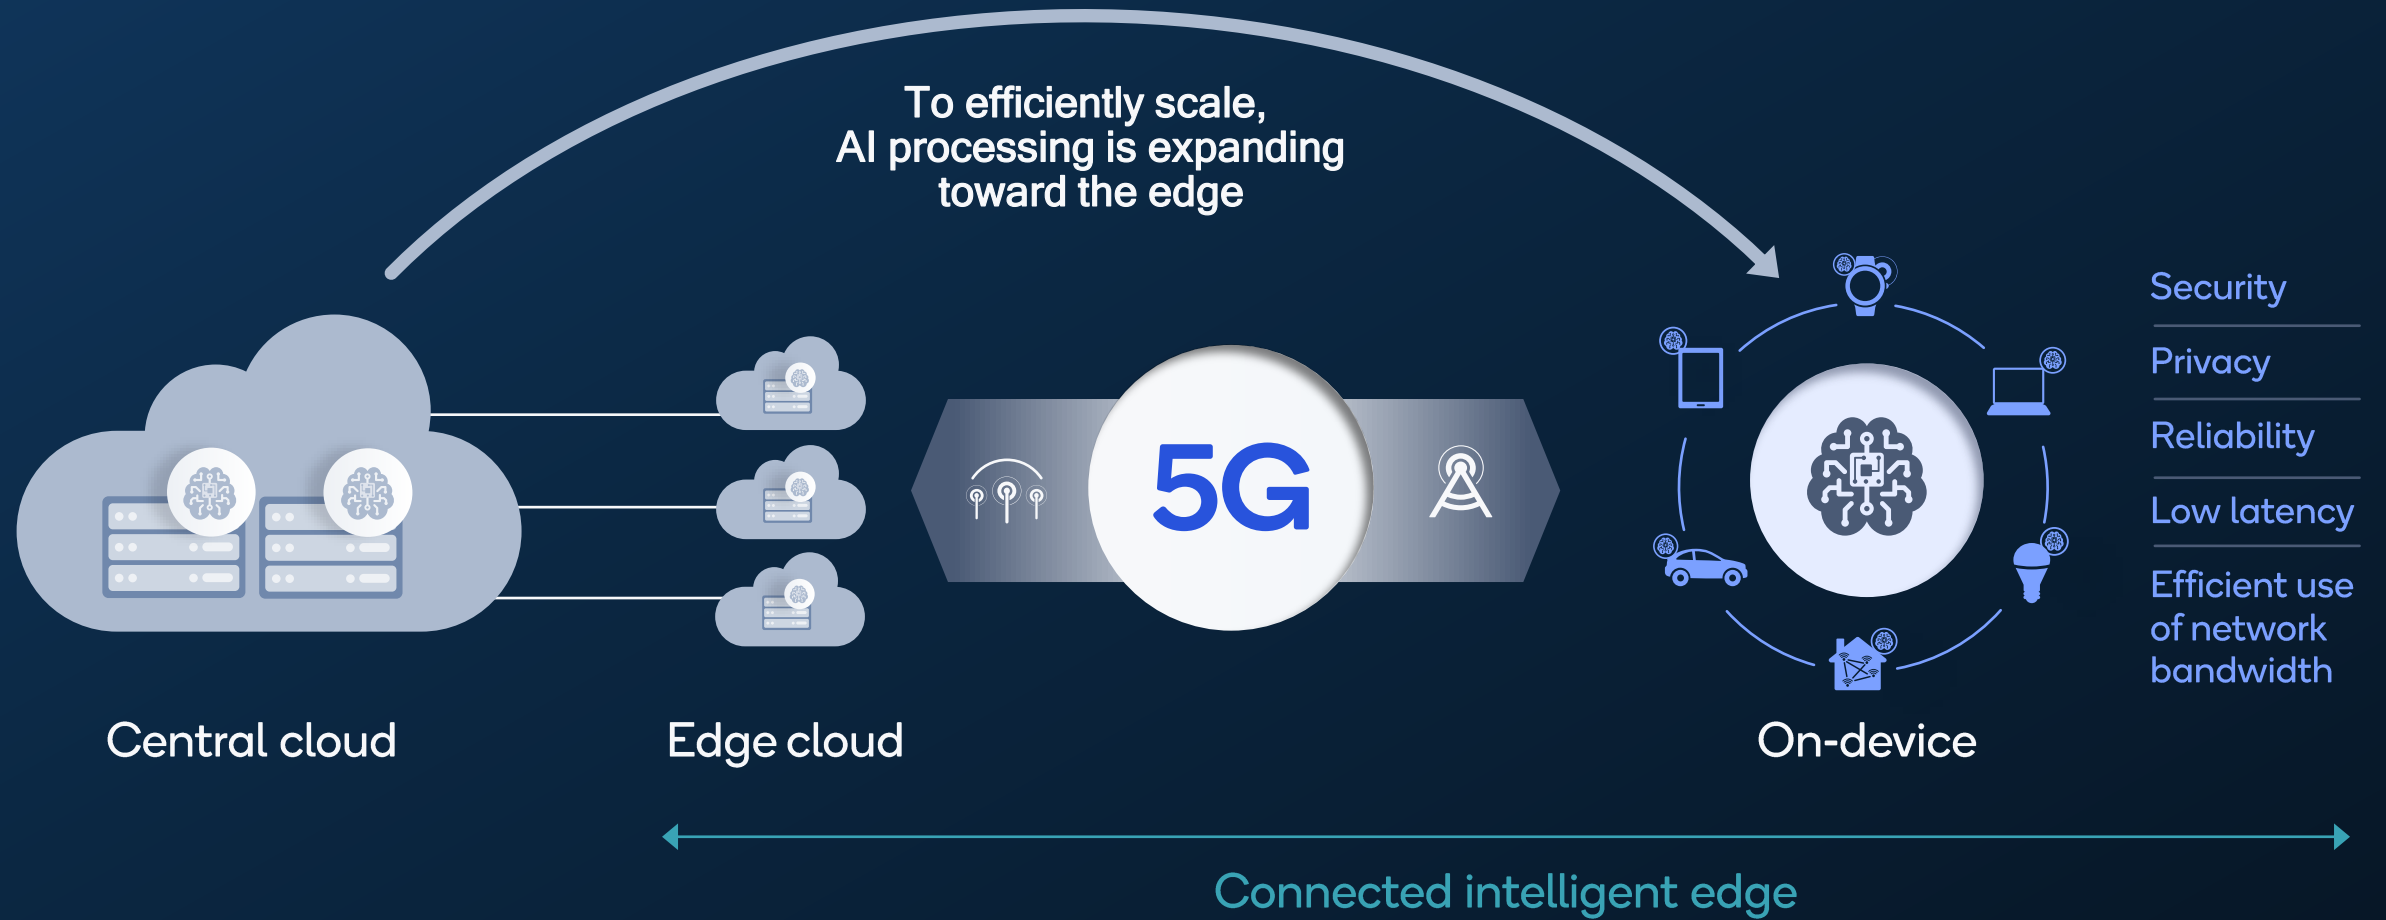 To efficiently scale,
AI processing is expanding
toward the edge
5G
Security
Privacy
Reliability
Low latency
Efficient use
of network
bandwidth
Central cloud
Edge cloud
On-device
Connected intelligent edge